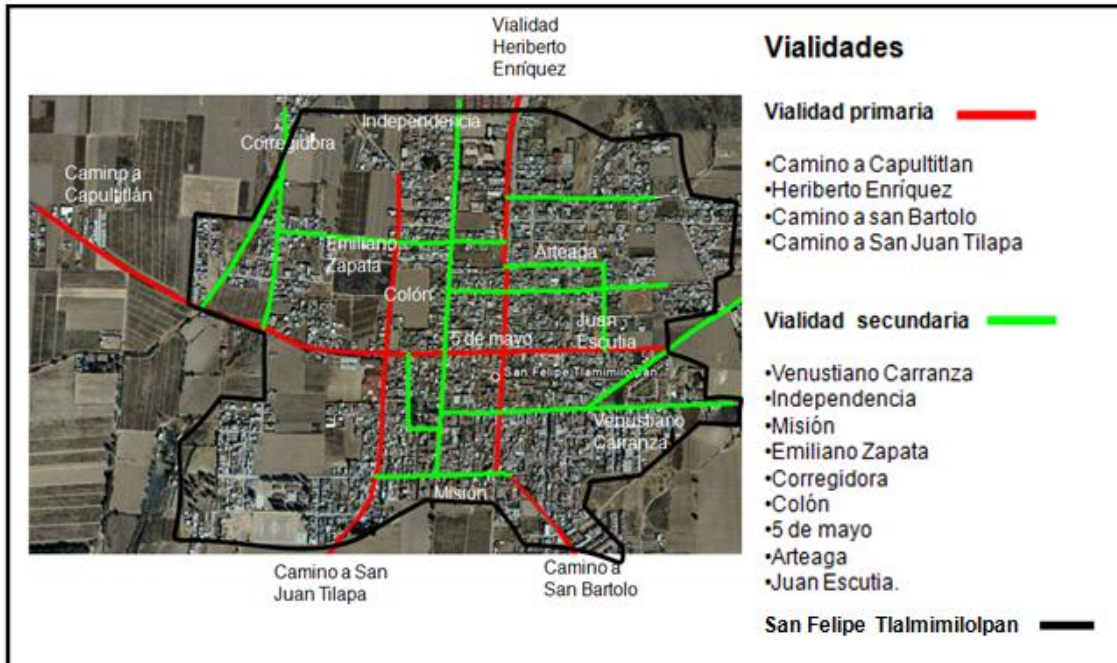 Vialidad
Heriberto
Enríquez
Independencia
Corregidora
Camino a
Capultitlán
Emiliano
Zapata
Arteaga
Colón
Juan
Escutia
5 de mayo
San Felipe Tlamimilolpan
Venustiano
Carranza
Misión
Camino a San
Juan Tilapa
Camino a
San Bartolo
Vialidades
Vialidad primaria
•Camino a Capultitlan
•Heriberto Enríquez
•Camino a san Bartolo
•Camino a San Juan Tilapa
Vialidad secundaria
•Venustiano Carranza
•Independencia
•Misión
•Emiliano Zapata
•Corregidora
•Colón
•5 de mayo
•Arteaga
•Juan Escutia.
San Felipe Tlalmimilolpan